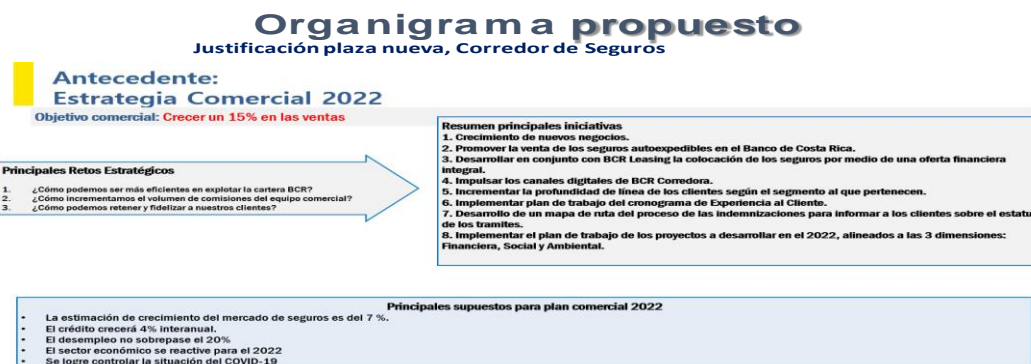 Organigrama propuesto
Justificación plaza nueva, Corredor de Seguros
Antecedente:
Estrategia Comercial 2022
Objetivo comercial: Crecer un 15% en las ventas
Principales Retos Estratégicos
1. ¿Cómo podemos ser más eficientes en explotar la cartera BCR?
2. ¿Cómo incrementamos el volumen de comisiones del equipo comercial?
3. ¿Cómo podemos retener y fidelizar a nuestros clientes?
Resumen principales iniciativas
1. Crecimiento de nuevos negocios.
2. Promover la venta de los seguros autoexpedibles en el Banco de Costa Rica.
3. Desarrollar en conjunto con BCR Leasing la colocación de los seguros por medio de una oferta financiera
integral.
4. Impulsar los canales digitales de BCR Corredora.
5. Incrementar la profundidad de línea de los clientes según el segmento al que pertenecen.
6. Implementar plan de trabajo del cronograma de Experiencia al Cliente.
7. Desarrollo de un mapa de ruta del proceso de las indemnizaciones para informar a los clientes sobre el estatu
de los tramites.
8. Implementar el plan de trabajo de los proyectos a desarrollar en el 2022, alineados a las 3 dimensiones:
Financiera, Social y Ambiental.
Principales supuestos para plan comercial 2022
• La estimación de crecimiento del mercado de seguros es del 7 %.
• El crédito crecerá 4% interanual.
• El desempleo no sobrepase el 20%
• El sector económico se reactive para el 2022
• Se logre controlar la situación del COVID-19